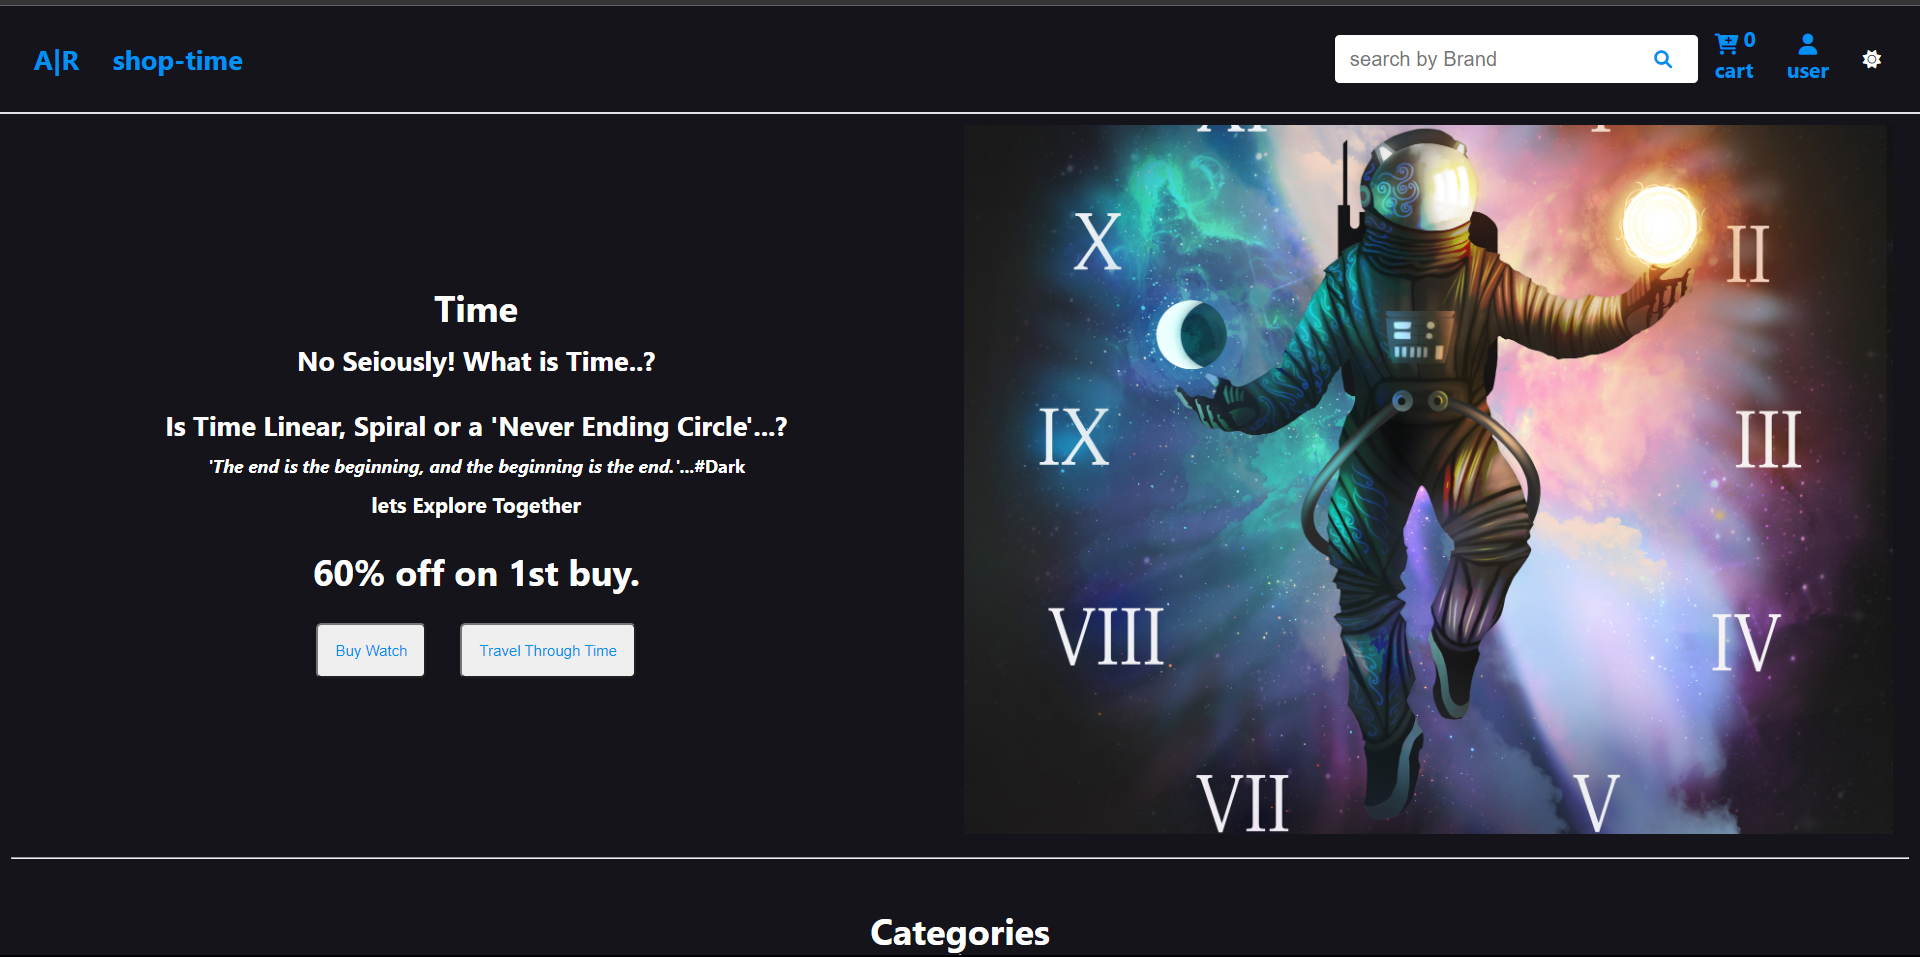 A|R shop-time
search by Brand
0
cart
user
Time
No Seiously! What is Time..?
Is Time Linear, Spiral or a 'Never Ending Circle'...?
'The end is the beginning, and the beginning is the end.'...#Dark
lets Explore Together
60% off on 1st buy.
Buy Watch
Travel Through Time
XI I
X II
IX III
VIII IV
VII V
Categories